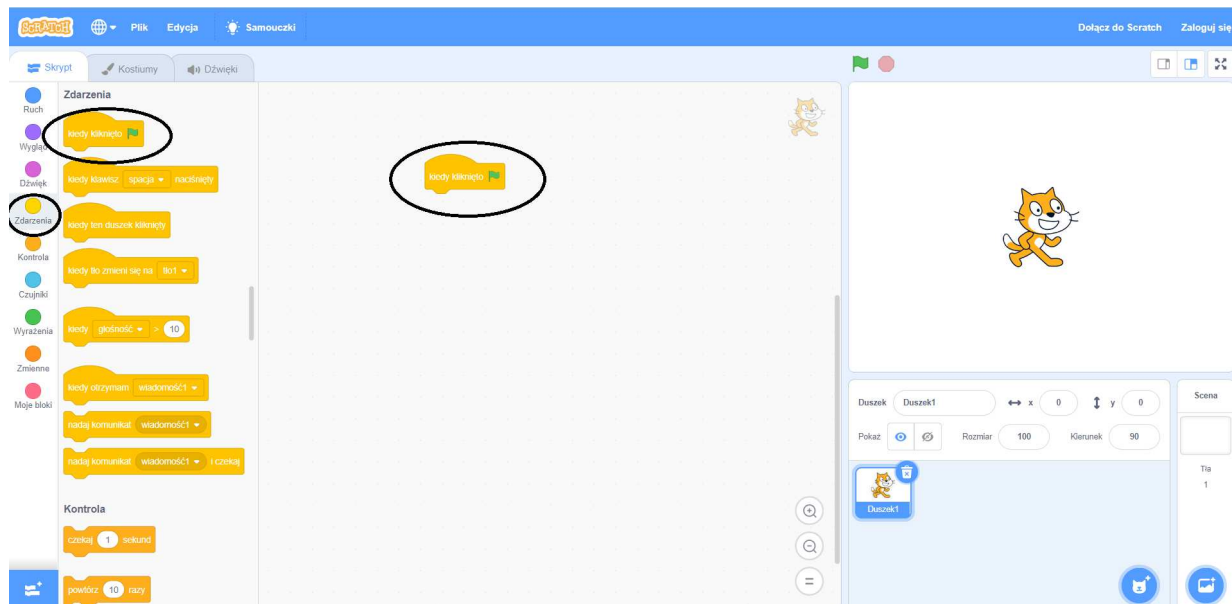 SCRATCH Plik Edycja Samouczki Dołącz do Scratch Zaloguj się
Skrypt Kostiumy Dźwięki
Ruch
Wygląd
Dźwięk
Zdarzenia
Kontrola
Czujniki
Wyrażenia
Zmienne
Moje bloki
Zdarzenia
kiedy kliknięto
kiedy klawisz spacja naciśnięty
kiedy ten duszek kliknięty
kiedy tło zmieni się na tło1
kiedy głośność > 10
kiedy otrzymam wiadomość1
nadaj komunikat wiadomość1
nadaj komunikat wiadomość1 i czekaj
Kontrola
czekaj 1 sekund
powtórz 10 razy
kiedy kliknięto
Duszek Duszek1 x 0 y 0
Pokaż Rozmiar 100 Kierunek 90
Duszek1
Scena
Tła
1